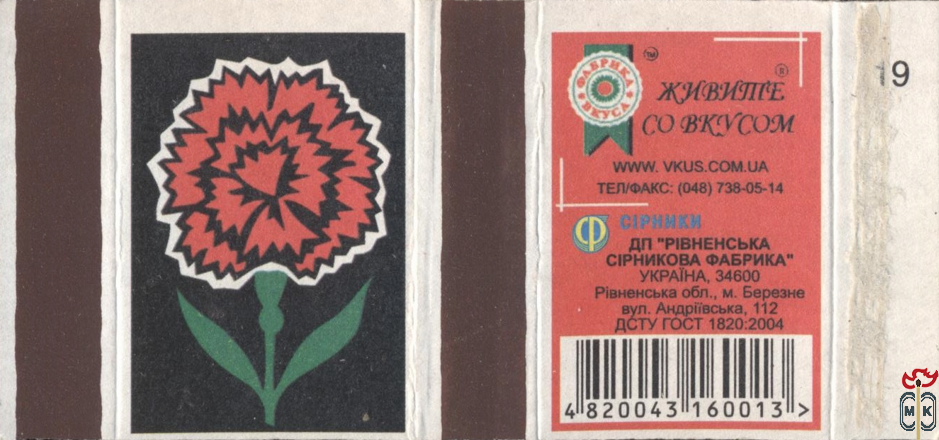 ФАБРИКА
ВКУСА
TM
®
ЖИВИТЕ
СО ВКУСОМ
WWW. VKUS.COM.UA
ТЕЛ/ФАКС: (048) 738-05-14
СІРНИКИ
ДП "РІВНЕНСЬКА
СІРНИКОВА ФАБРИКА"
УКРАЇНА, 34600
Рівненська обл., м. Березне
вул. Андріївська, 112
ДСТУ ГОСТ 1820:2004
4 820043 160013 >
19
МК